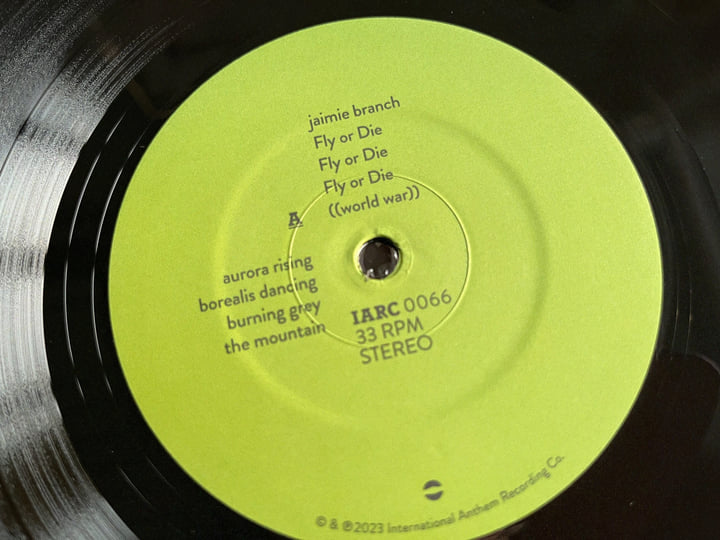 jaimie branch
Fly or Die
Fly or Die
Fly or Die
((world war))
A
aurora rising
borealis dancing
burning grey
the mountain
IARC 0066
33 RPM
STEREO
© & ℗2023 International Anthem Recording Co.